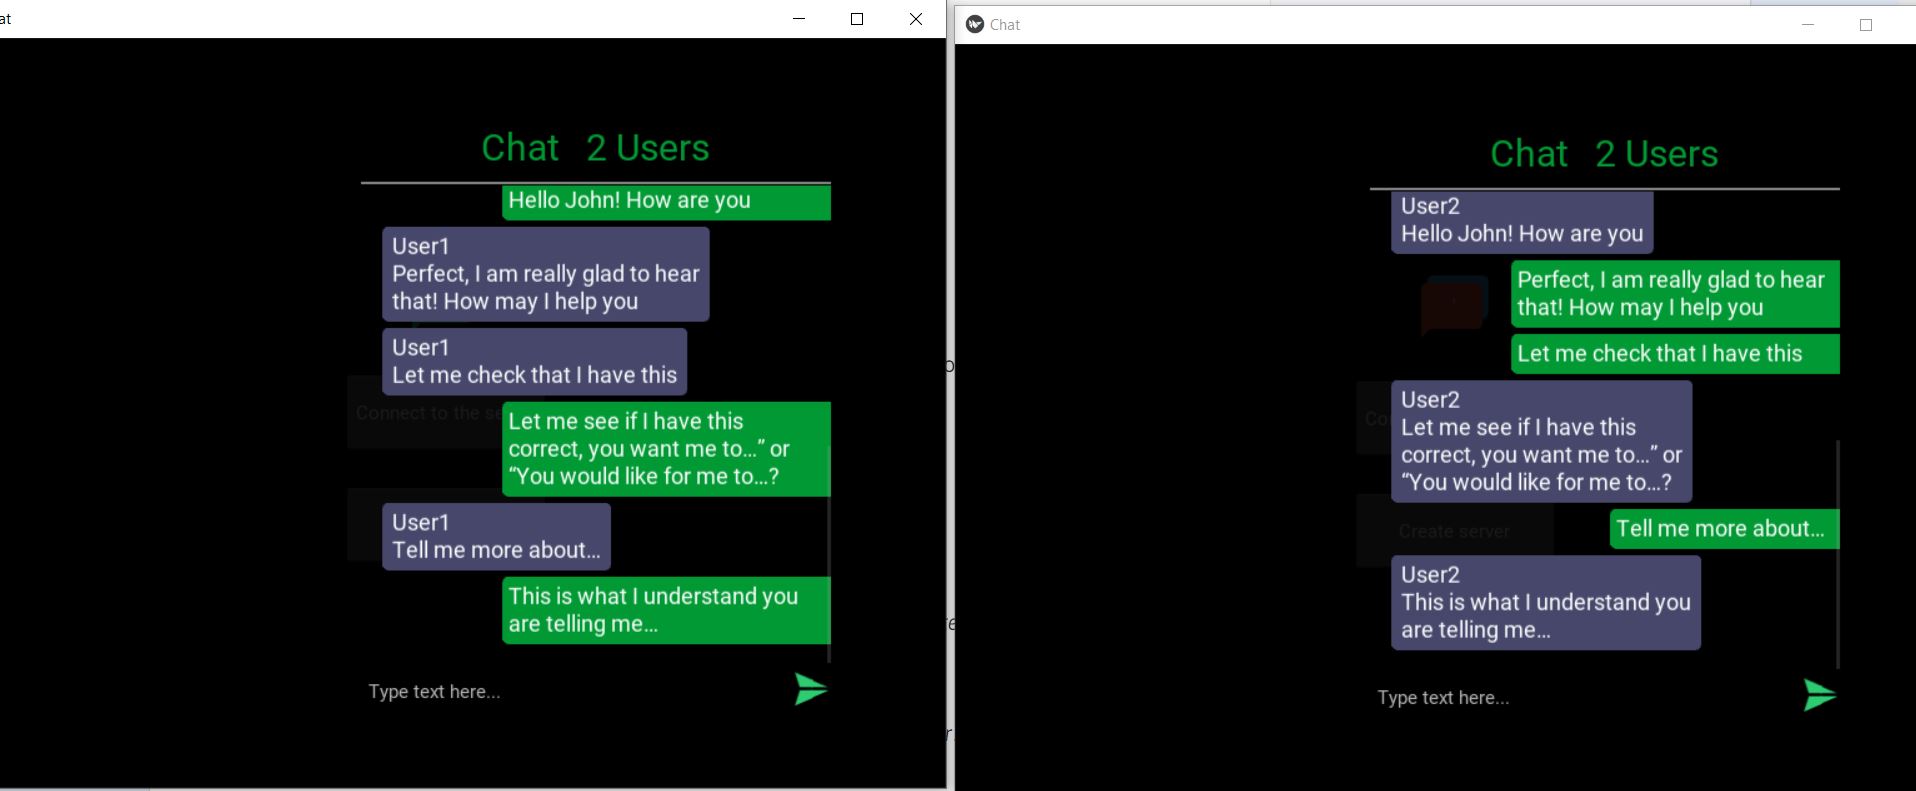 at
Chat 2 Users
Hello John! How are you
User1
Perfect, I am really glad to hear
that! How may I help you
User1
Let me check that I have this
Connect to the se
Let me see if I have this
correct, you want me to…” or
“You would like for me to…?
User1
Tell me more about…
This is what I understand you
are telling me…
Type text here...
Chat
Chat 2 Users
User2
Hello John! How are you
Perfect, I am really glad to hear
that! How may I help you
Let me check that I have this
User2
Let me see if I have this
correct, you want me to…” or
“You would like for me to…?
Tell me more about…
Create server
User2
This is what I understand you
are telling me…
Type text here...